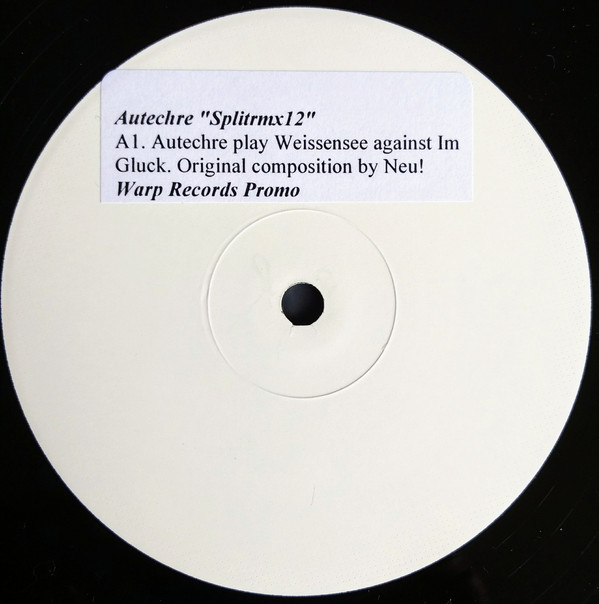 Autechre "Splitrmx12"
A1. Autechre play Weissensee against Im
Gluck. Original composition by Neu!
Warp Records Promo